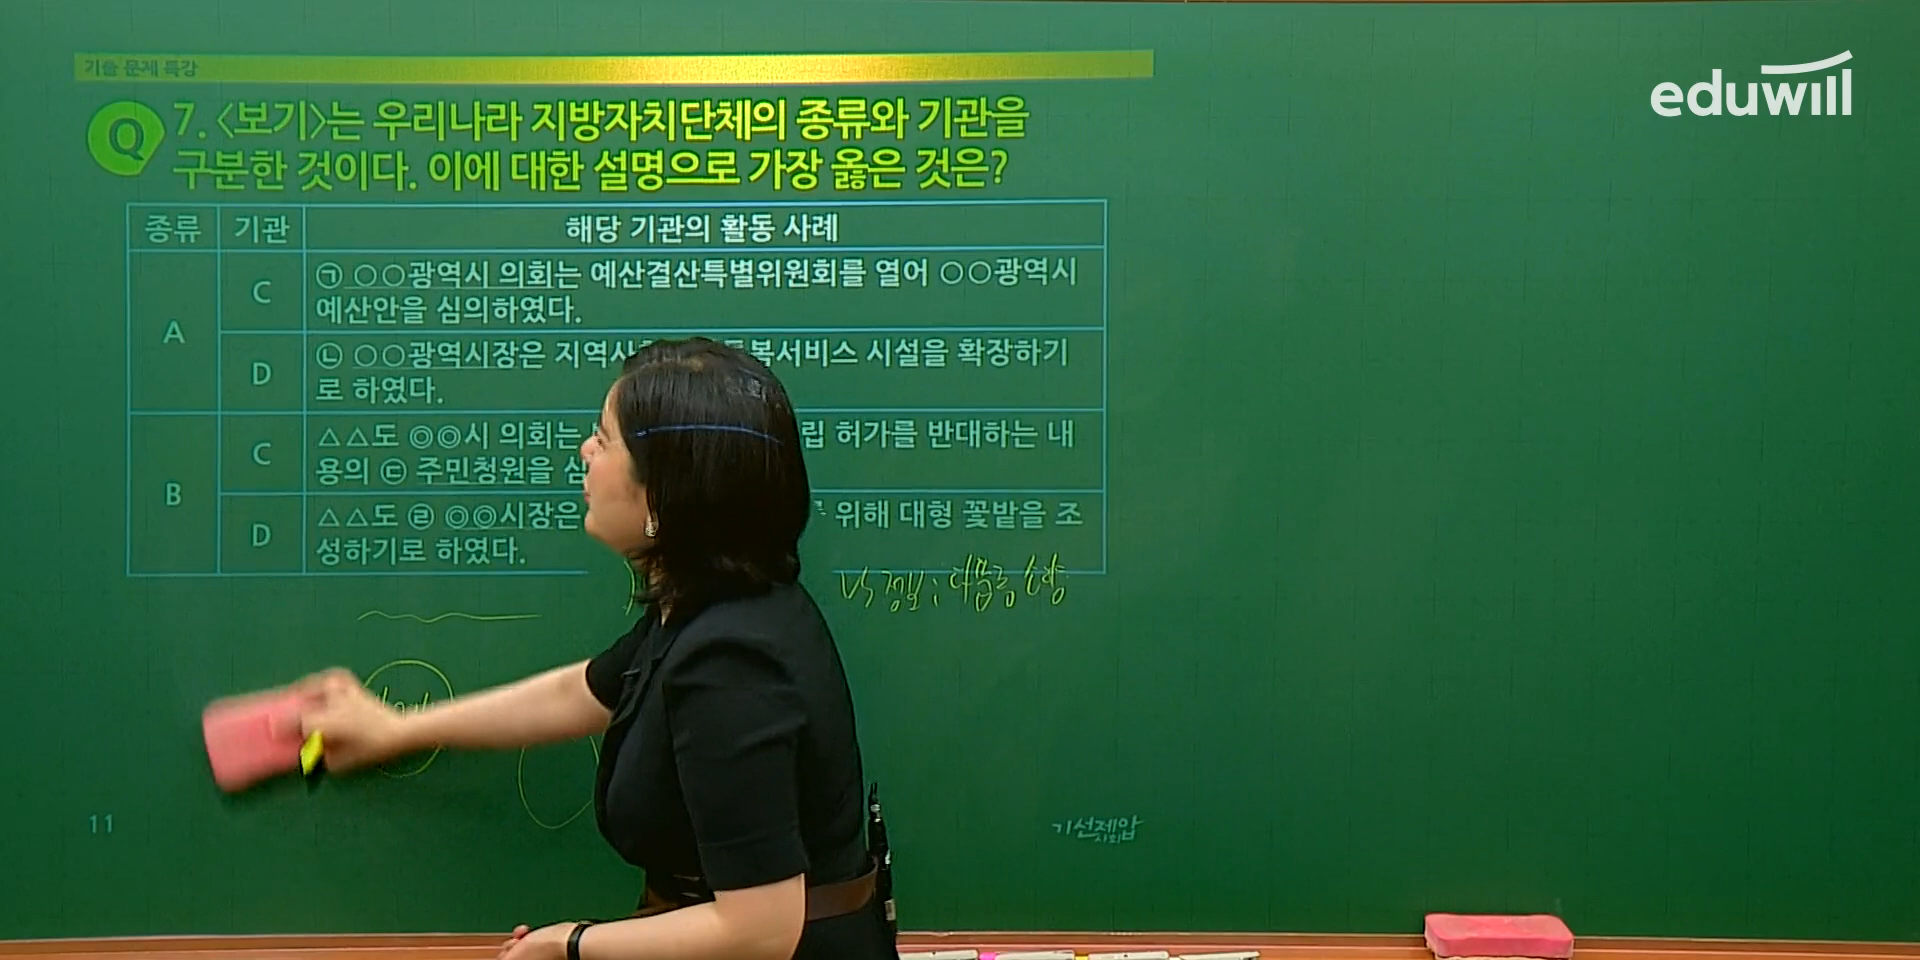 기출 문제 특강
eduwill
Q 7. <보기>는 우리나라 지방자치단체의 종류와 기관을
구분한 것이다. 이에 대한 설명으로 가장 옳은 것은?
종류 기관 해당 기관의 활동 사례
A
C
㉠ ○○광역시 의회는 예산결산특별위원회를 열어 ○○광역시
예산안을 심의하였다.
D
㉡ ○○광역시장은 지역사 복서비스 시설을 확장하기
로 하였다.
B
C
△△도 ◎◎시 의회는 립 허가를 반대하는 내
용의 ㉢ 주민청원을 심
D
△△도 ㉣ ◎◎시장은 위해 대형 꽃밭을 조
성하기로 하였다.
11
기선제압
사회